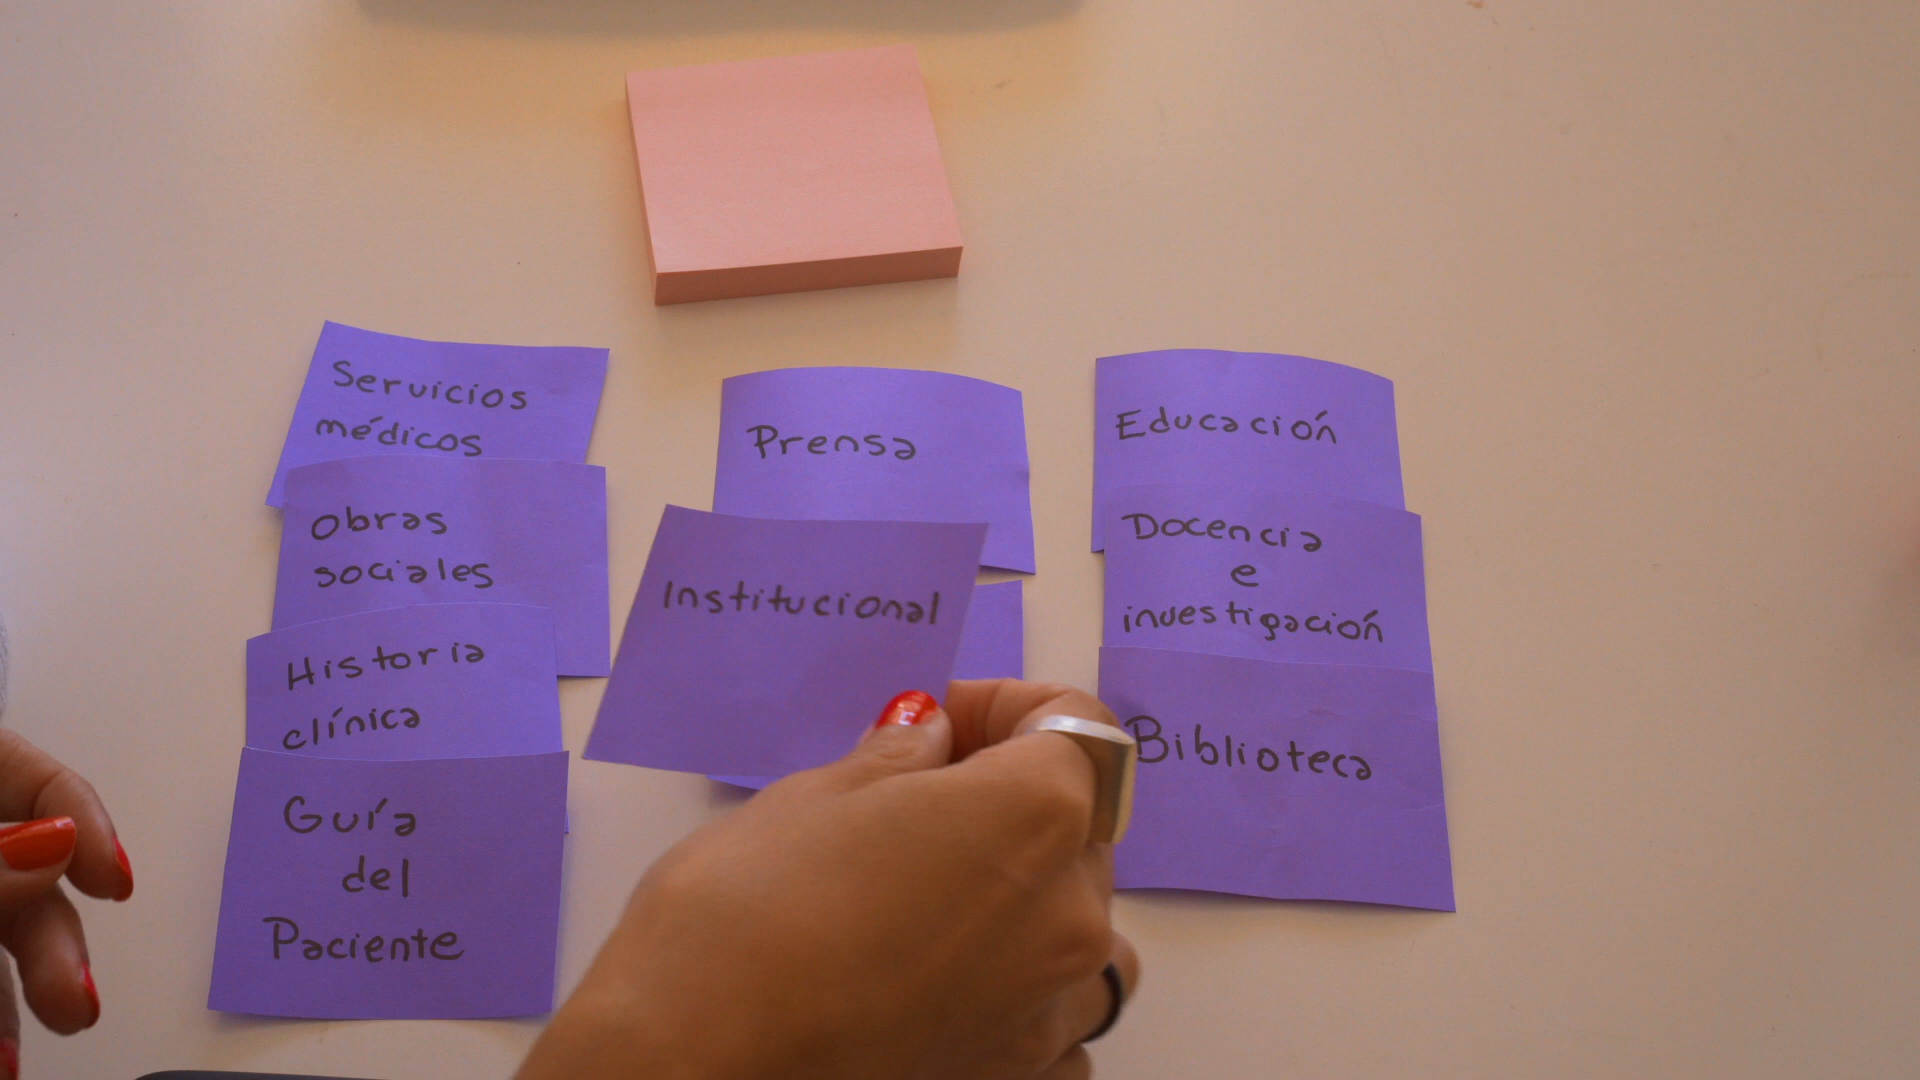 Servicios
médicos
Obras
sociales
Historia
clínica
Guía
del
Paciente
Prensa
Institucional
Educación
Docencia
e
investigación
Biblioteca